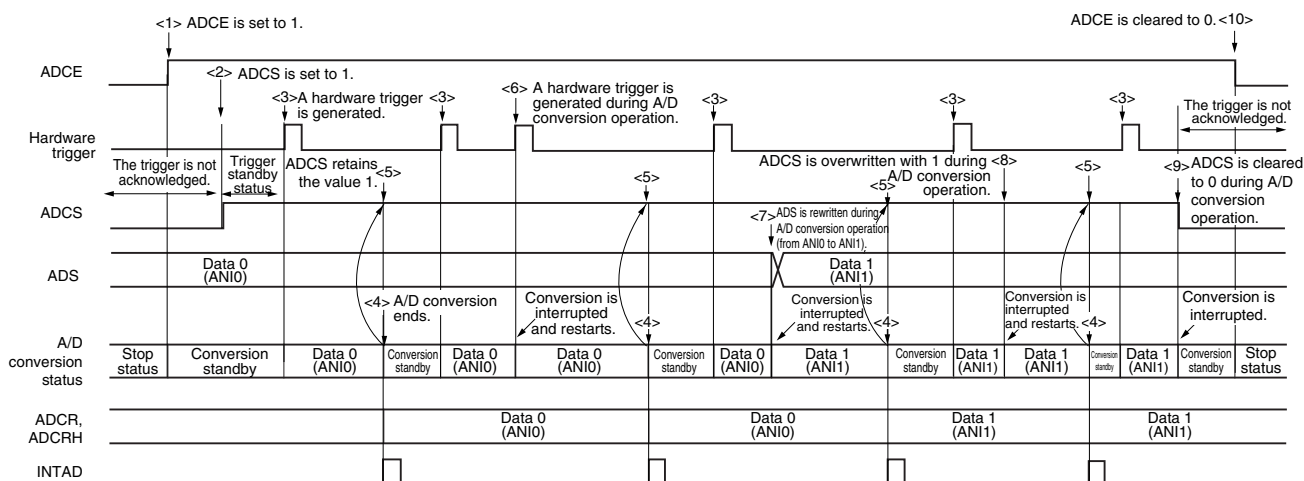 <1> ADCE is set to 1.
ADCE is cleared to 0. <10>
ADCE
<2> ADCS is set to 1.
<3> A hardware trigger
is generated.
<3>
<6> A hardware trigger is
generated during A/D
conversion operation.
<3>
<3>
<3>
The trigger is not
acknowledged.
Hardware
trigger
The trigger is not
acknowledged.
Trigger
standby
status
ADCS retains
the value 1.
<5>
<5>
ADCS is overwritten with 1 during <8>
A/D conversion
operation.
<5>
<5>
<9> ADCS is cleared
to 0 during A/D
conversion
operation.
ADCS
<7> ADS is rewritten during
A/D conversion operation
(from ANI0 to ANI1).
ADS
Data 0
(ANI0)
Data 1
(ANI1)
<4> A/D conversion
ends.
Conversion is
interrupted
and restarts.
<4>
Conversion is
interrupted
and restarts.
<4>
Conversion is
interrupted
and restarts.
<4>
Conversion is
interrupted.
A/D
conversion
status
Stop
status
Conversion
standby
Data 0
(ANI0)
Conversion
standby
Data 0
(ANI0)
Data 0
(ANI0)
Conversion
standby
Data 0
(ANI0)
Data 1
(ANI1)
Conversion
standby
Data 1
(ANI1)
Data 1
(ANI1)
Conversion
standby
Data 1
(ANI1)
Conversion
standby
Stop
status
ADCR,
ADCRH
Data 0
(ANI0)
Data 0
(ANI0)
Data 1
(ANI1)
Data 1
(ANI1)
INTAD